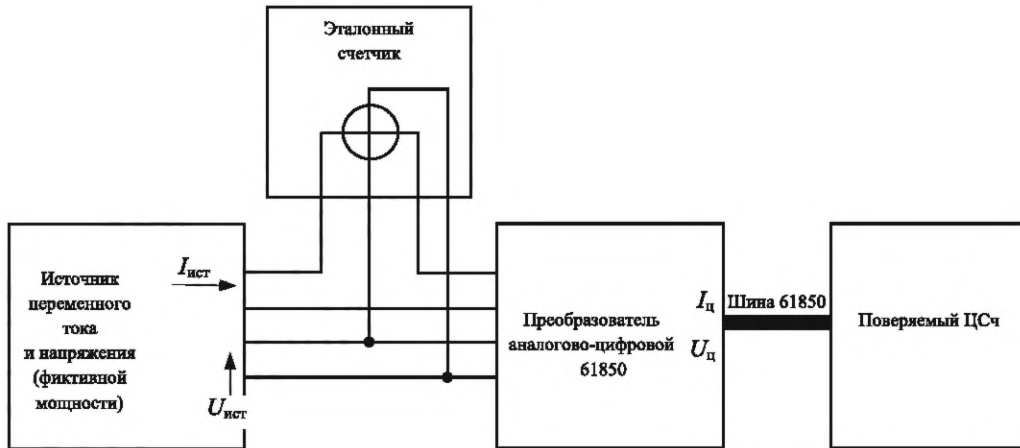 Эталонный
счетчик
Источник
переменного
тока
и напряжения
(фиктивной
мощности)
Iист
Uист
Преобразователь
аналогово-цифровой
61850
Iц
Uц
Шина 61850
Поверяемый ЦСч